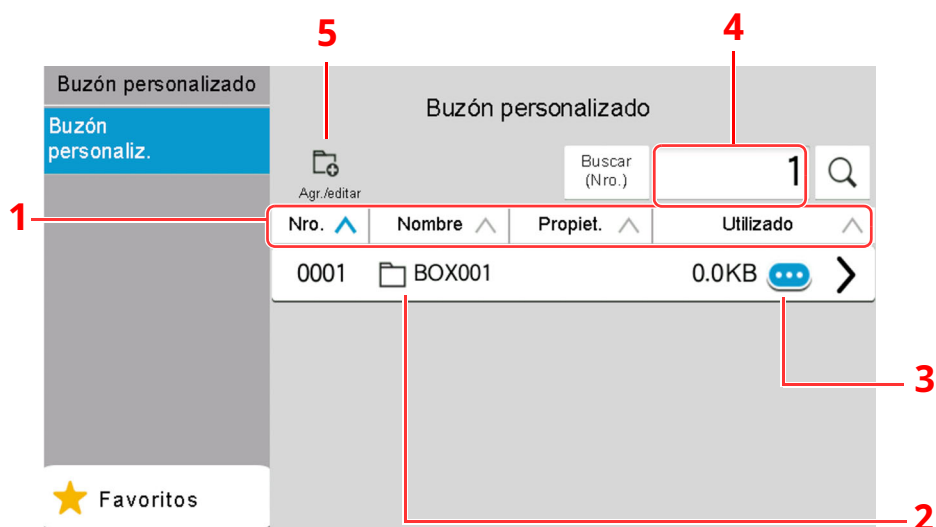 5
4
Buzón personalizado
Buzón personalizado
Buzón
personaliz.
Agr./editar
Buscar
(Nro.)
1
1
Nro.
Nombre
Propiet.
Utilizado
0001
BOX001
0.0KB
3
Favoritos
2